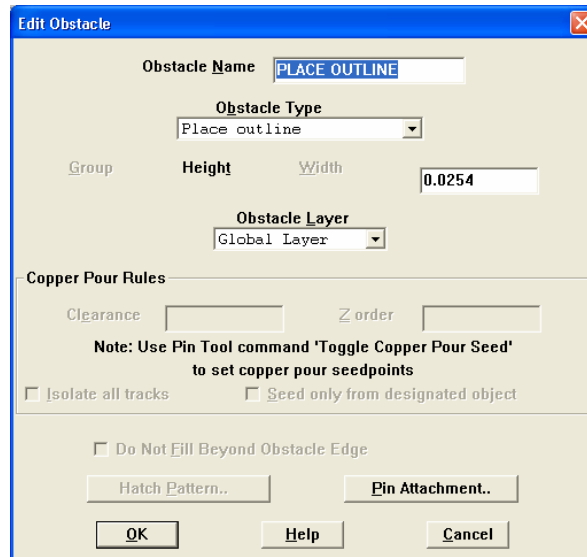 Edit Obstacle
Obstacle Name PLACE OUTLINE
Obstacle Type
Place outline
Group Height Width
0.0254
Obstacle Layer
Global Layer
Copper Pour Rules
Clearance Z order
Note: Use Pin Tool command 'Toggle Copper Pour Seed'
to set copper pour seedpoints
Isolate all tracks Seed only from designated object
Do Not Fill Beyond Obstacle Edge
Hatch Pattern.. Pin Attachment..
OK Help Cancel